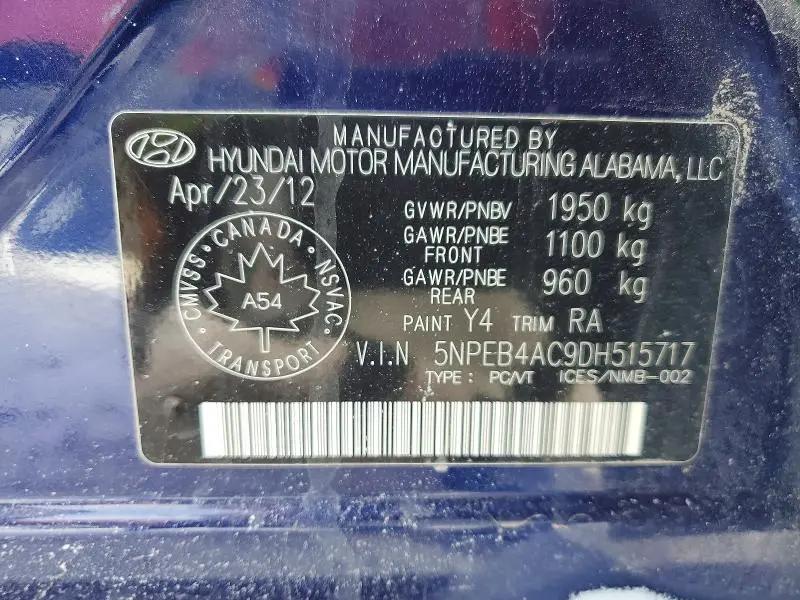 MANUFACTURED BY
HYUNDAI MOTOR MANUFACTURING ALABAMA, LLC
Apr/23/12
GVWR/PNBV 1950 kg
GAWR/PNBE FRONT 1100 kg
GAWR/PNBE REAR 960 kg
PAINT Y4 TRIM RA
V.I.N 5NPEB4AC9DH515717
TYPE : PC/VT ICES/NMB-002
CMVSS · CANADA · NSVAC
A54
· TRANSPORT ·